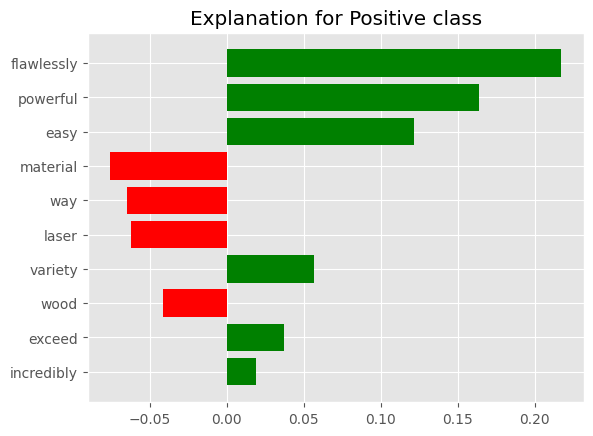 Explanation for Positive class
flawlessly
powerful
easy
material
way
laser
variety
wood
exceed
incredibly
−0.05 0.00 0.05 0.10 0.15 0.20